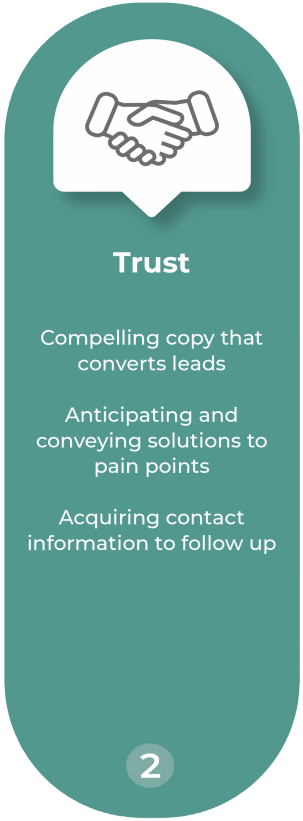 Trust
Compelling copy that
converts leads
Anticipating and
conveying solutions to
pain points
Acquiring contact
information to follow up
2